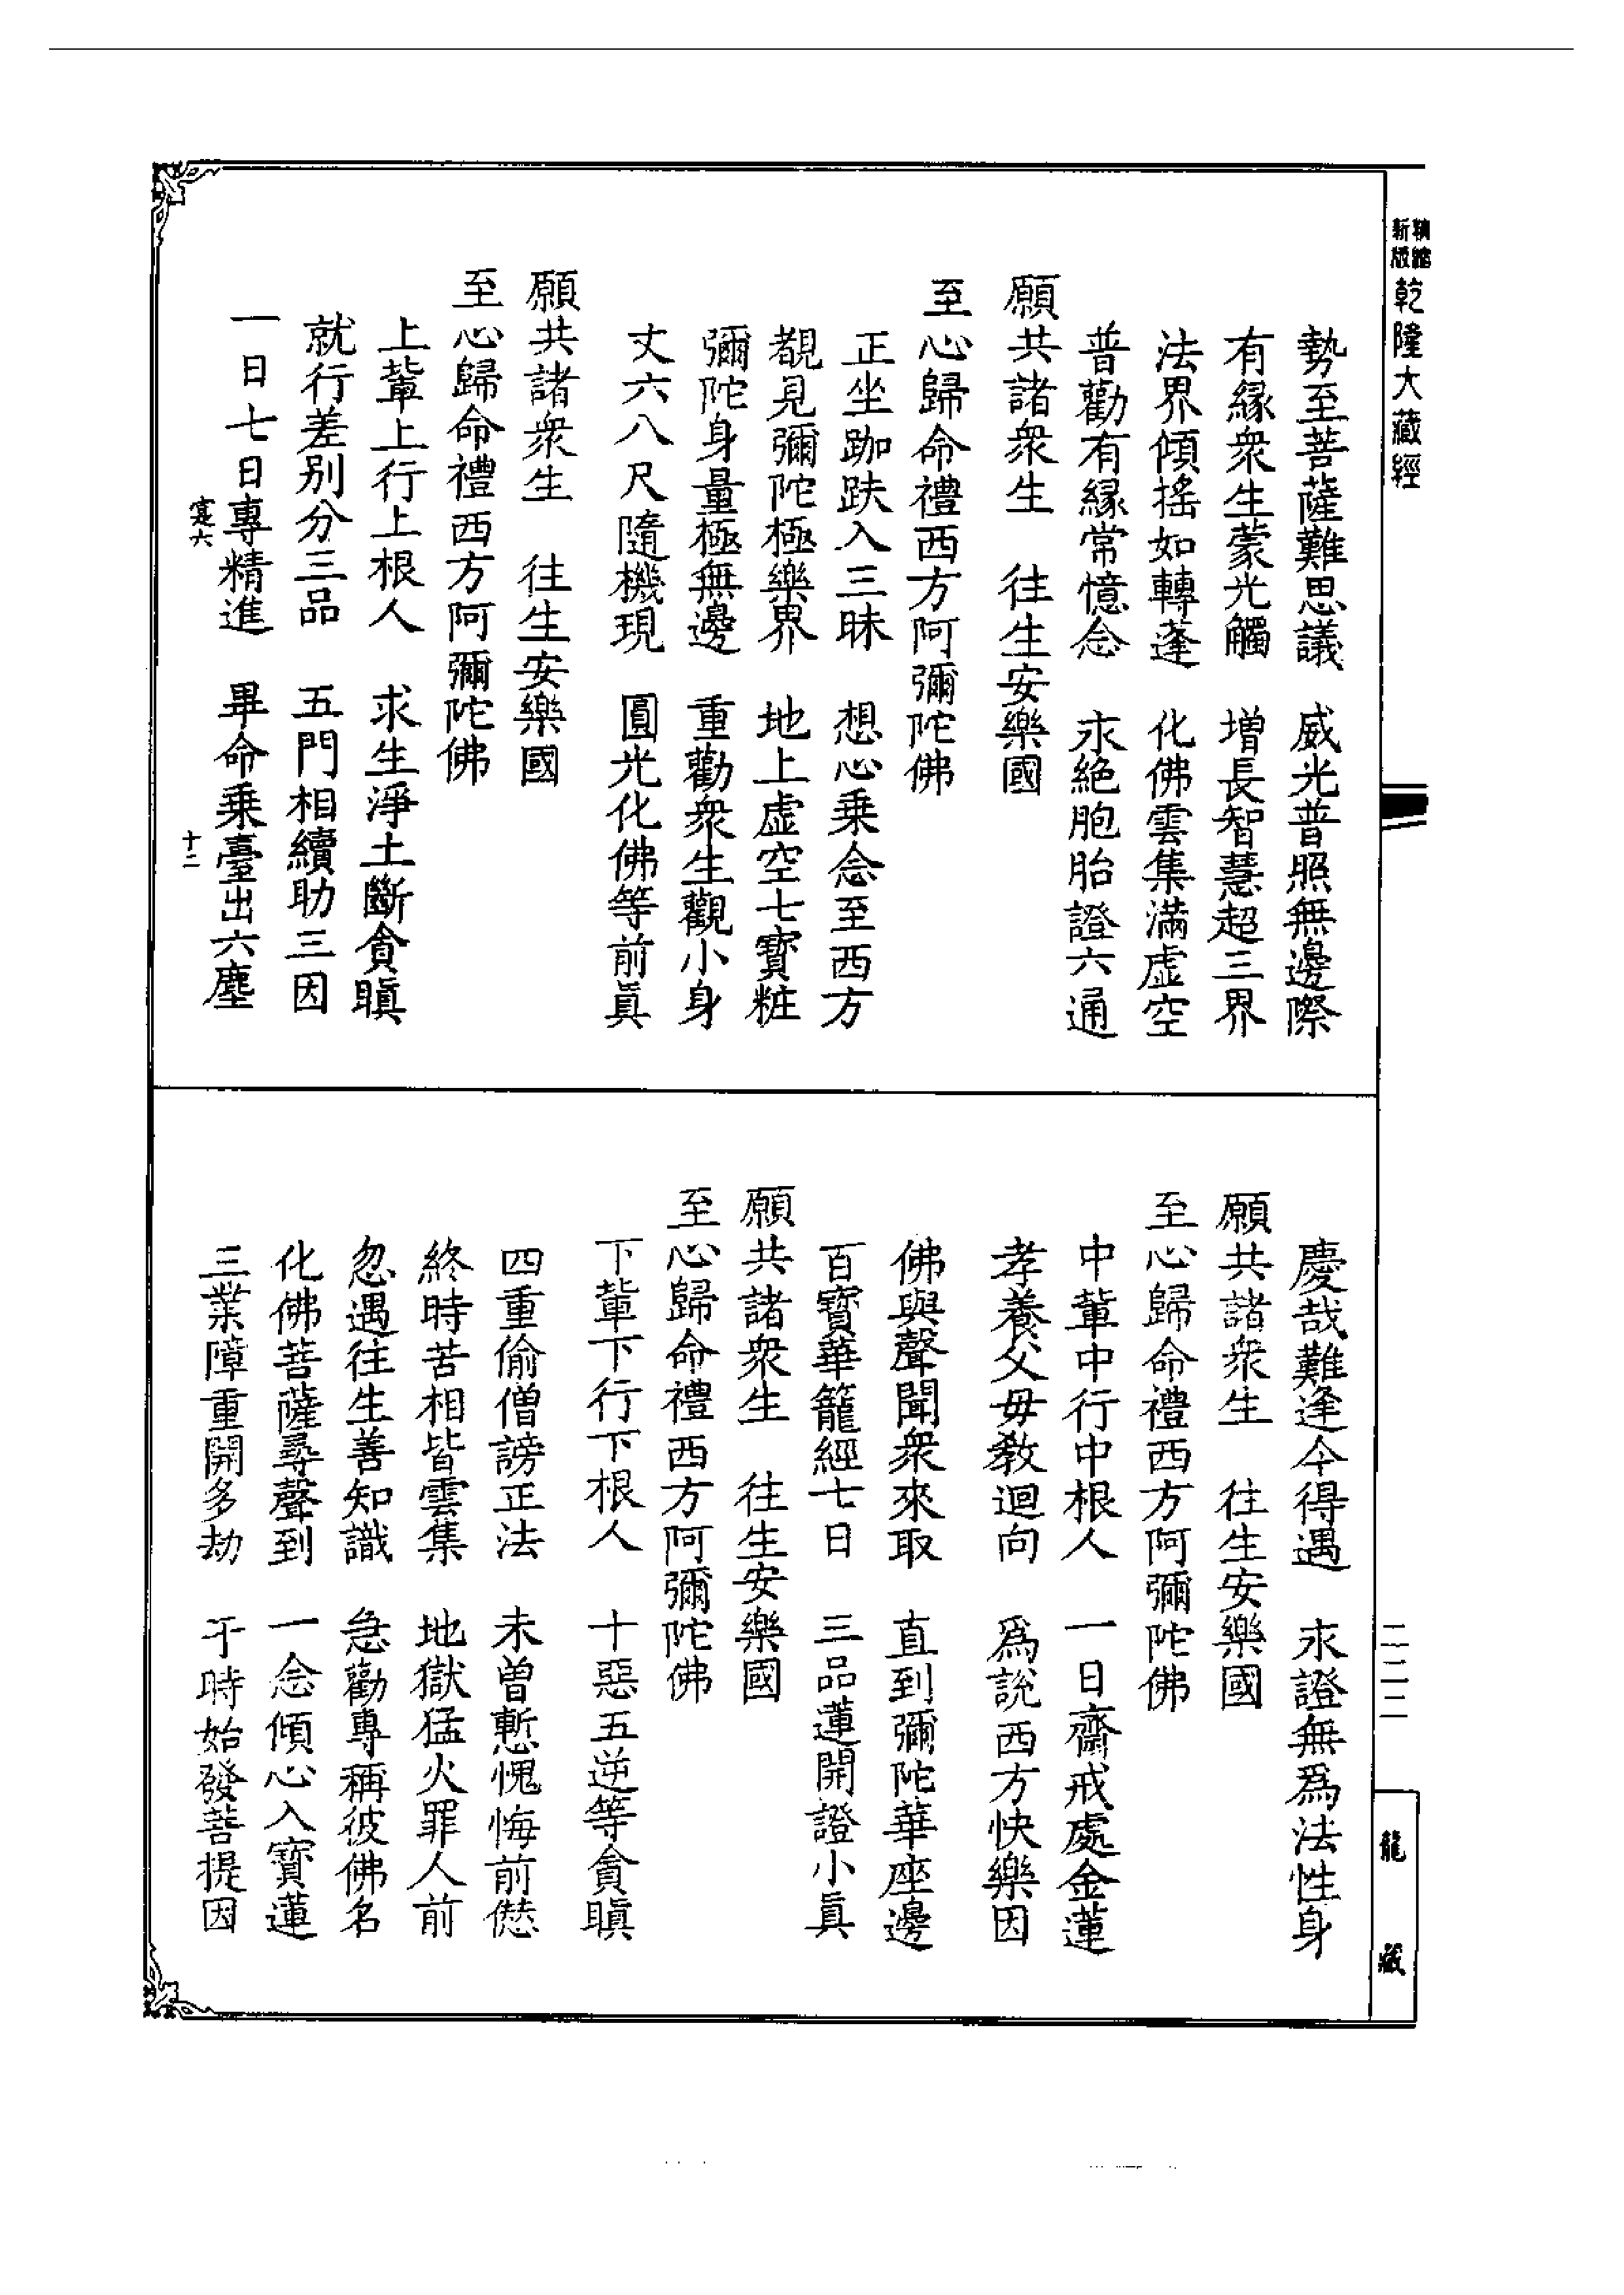 新版
精縮
乾隆大藏經
勢至菩薩難思議　威光普照無邊際
有縁衆生蒙光觸　增長智慧超三界
法界傾摇如轉蓬　化佛雲集滿虛空
普勸有縁常憶念　永絶胞胎證六通
願共諸衆生　往生安樂國
至心歸命禮西方阿彌陀佛
正坐跏趺入三昧　想心乗念至西方
覩見彌陀極樂界　地上虛空七寳粧
彌陀身量極無邊　重勸衆生觀小身
丈六八尺隨機現　圓光化佛等前眞
願共諸衆生　往生安樂國
至心歸命禮西方阿彌陀佛
上軰上行上根人　求生淨土斷貪瞋
就行差别分三品　五門相續助三因
一日七日專精進　畢命乗臺出六塵
寔六
十二
慶哉難逢今得遇　永證無爲法性身
願共諸衆生　往生安樂國
至心歸命禮西方阿彌陀佛
中軰中行中根人　一日齋戒處金蓮
孝養父母教迴向　爲說西方快樂因
佛與聲聞衆來取　直到彌陀華座邊
百寳華籠經七日　三品蓮開證小眞
願共諸衆生　往生安樂國
至心歸命禮西方阿彌陀佛
下軰下行下根人　十惡五逆等貪瞋
四重偷僧謗正法　未曾慙愧悔前愆
終時苦相皆雲集　地獄猛火罪人前
忽遇往生善知識　急勸專稱彼佛名
化佛菩薩尋聲到　一念傾心入寳蓮
三業障重開多劫　于時始發菩提因
二二二
龍藏